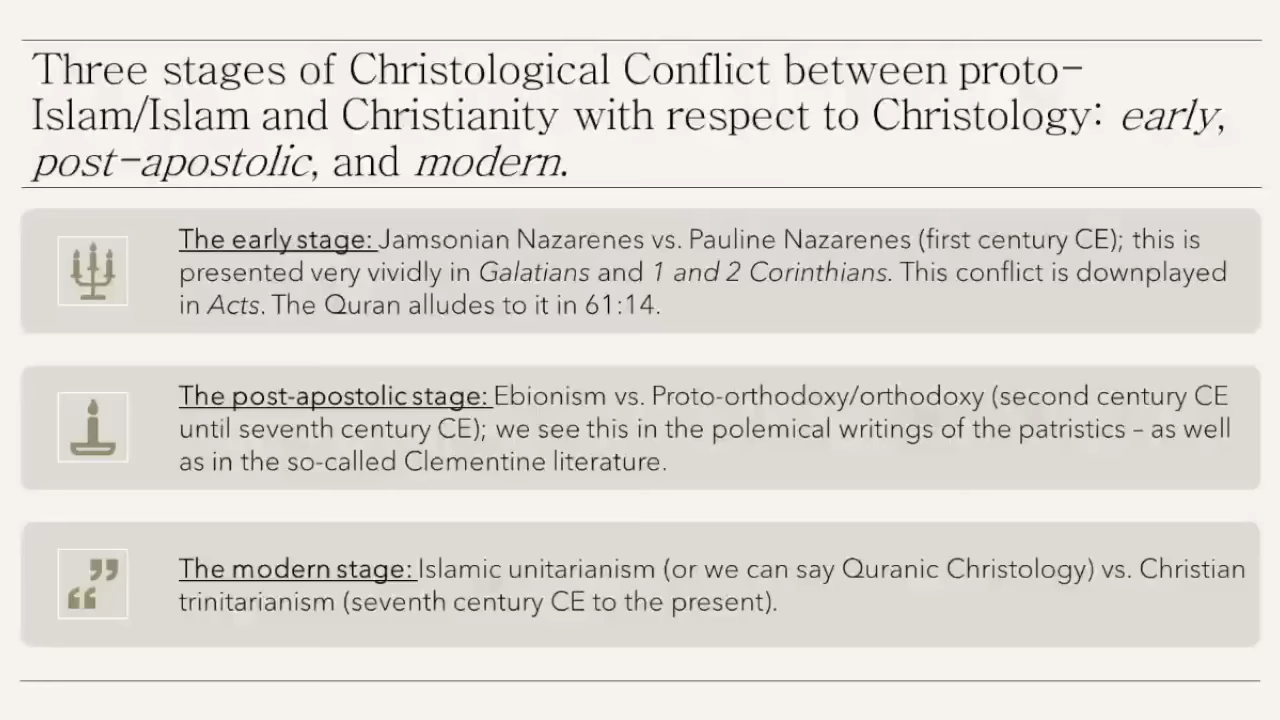 Three stages of Christological Conflict between proto-
Islam/Islam and Christianity with respect to Christology: early,
post-apostolic, and modern.
The early stage: Jamsonian Nazarenes vs. Pauline Nazarenes (first century CE); this is
presented very vividly in Galatians and 1 and 2 Corinthians. This conflict is downplayed
in Acts. The Quran alludes to it in 61:14.
The post-apostolic stage: Ebionism vs. Proto-orthodoxy/orthodoxy (second century CE
until seventh century CE); we see this in the polemical writings of the patristics – as well
as in the so-called Clementine literature.
The modern stage: Islamic unitarianism (or we can say Quranic Christology) vs. Christian
trinitarianism (seventh century CE to the present).